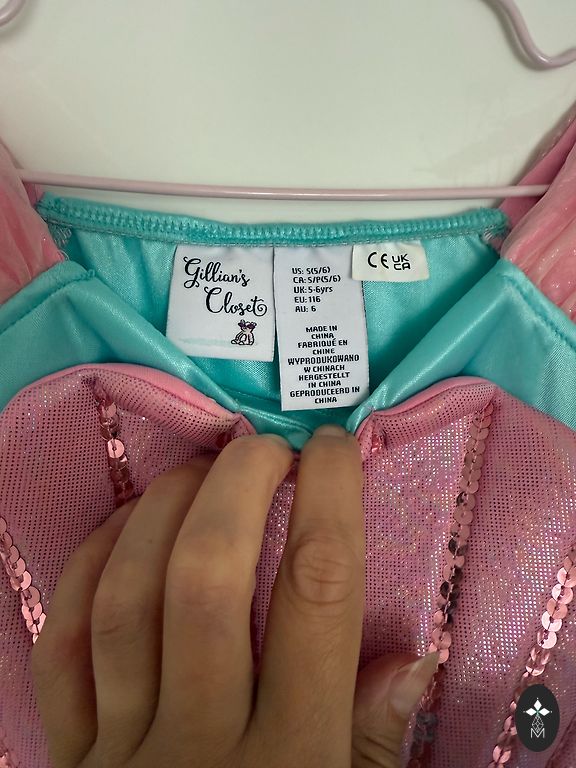 Gillian's
Closet
US: S(5/6)
CA: S/P(5/6)
UK: 5-6yrs
EU: 116
AU: 6
MADE IN
CHINA
FABRIQUÉ EN
CHINE
WYPRODUKOWANO
W CHINACH
HERGESTELLT
IN CHINA
GEPRODUCEERD IN
CHINA
CE UK
CA
M